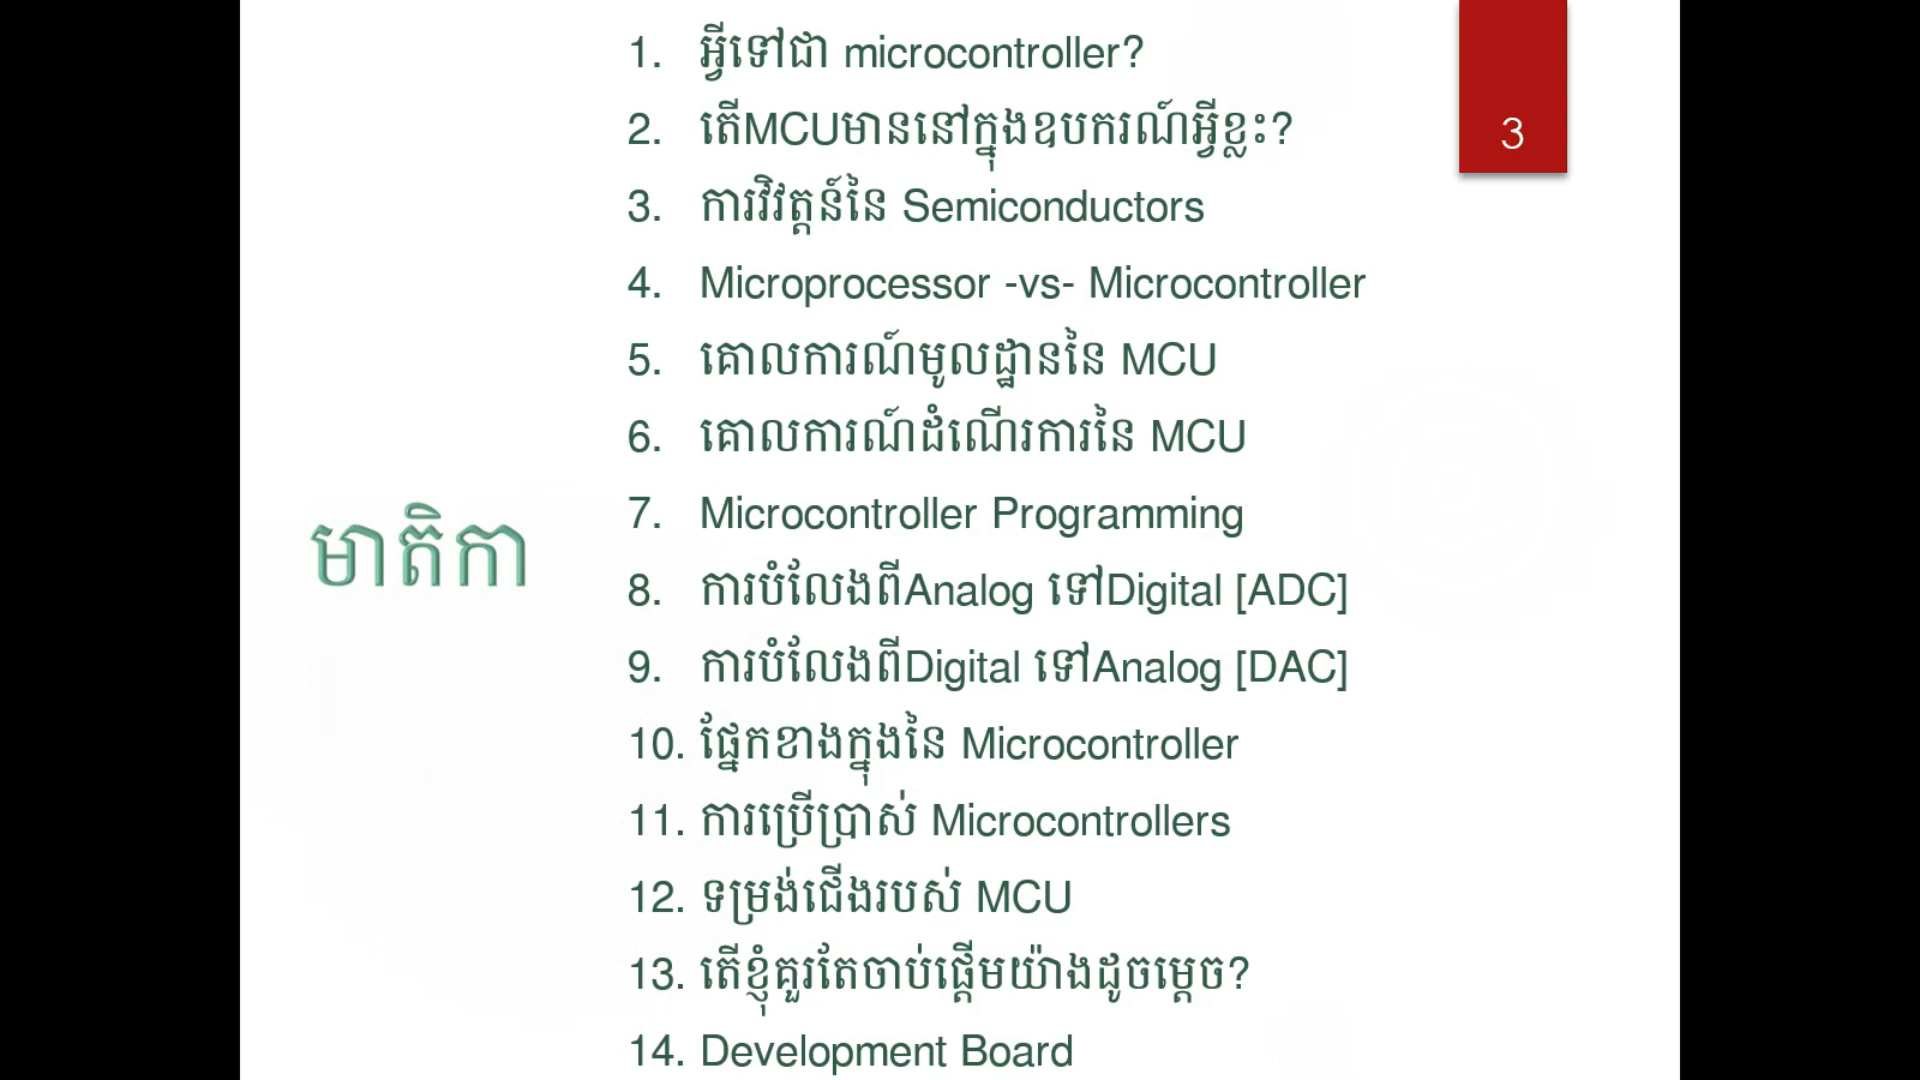 មាតិកា
1. អ្វីទៅជា microcontroller?
2. តើMCUមាននៅក្នុងឧបករណ៍អ្វីខ្លះ?
3. ការវិវត្តន៍នៃ Semiconductors
4. Microprocessor -vs- Microcontroller
5. គោលការណ៍មូលដ្ឋាននៃ MCU
6. គោលការណ៍ដំណើរការនៃ MCU
7. Microcontroller Programming
8. ការបំលែងពីAnalog ទៅDigital [ADC]
9. ការបំលែងពីDigital ទៅAnalog [DAC]
10. ផ្នែកខាងក្នុងនៃ Microcontroller
11. ការប្រើប្រាស់ Microcontrollers
12. ទម្រង់ជើងរបស់ MCU
13. តើខ្ញុំគួរតែចាប់ផ្តើមយ៉ាងដូចម្តេច?
14. Development Board
3